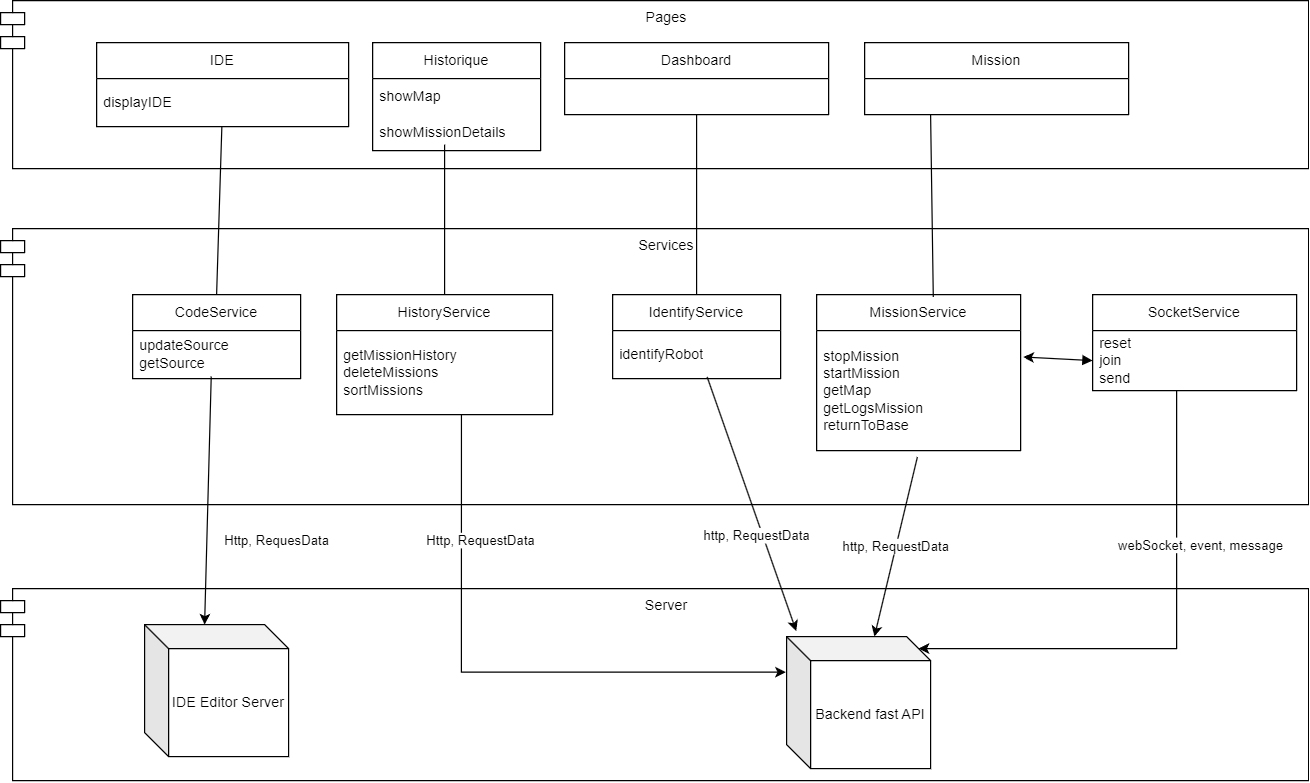 Pages
IDE
displayIDE
Historique
showMap
showMissionDetails
Dashboard
Mission
Services
CodeService
updateSource
getSource
HistoryService
getMissionHistory
deleteMissions
sortMissions
IdentifyService
identifyRobot
MissionService
stopMission
startMission
getMap
getLogsMission
returnToBase
SocketService
reset
join
send
Http, RequesData
Http, RequestData
http, RequestData
http, RequestData
webSocket, event, message
Server
IDE Editor Server
Backend fast API